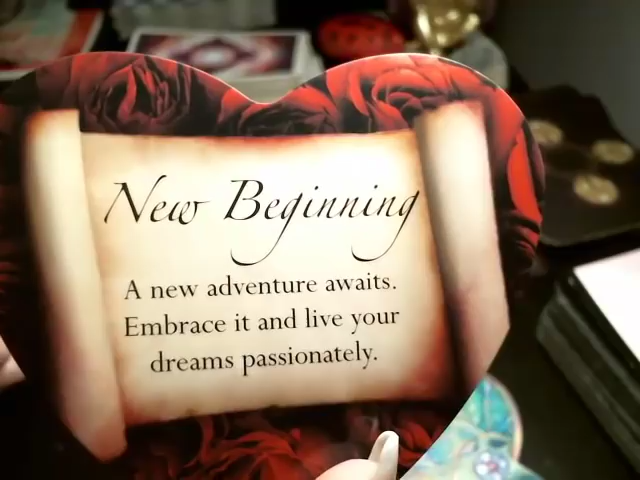 New Beginning
A new adventure awaits.
Embrace it and live your
dreams passionately.